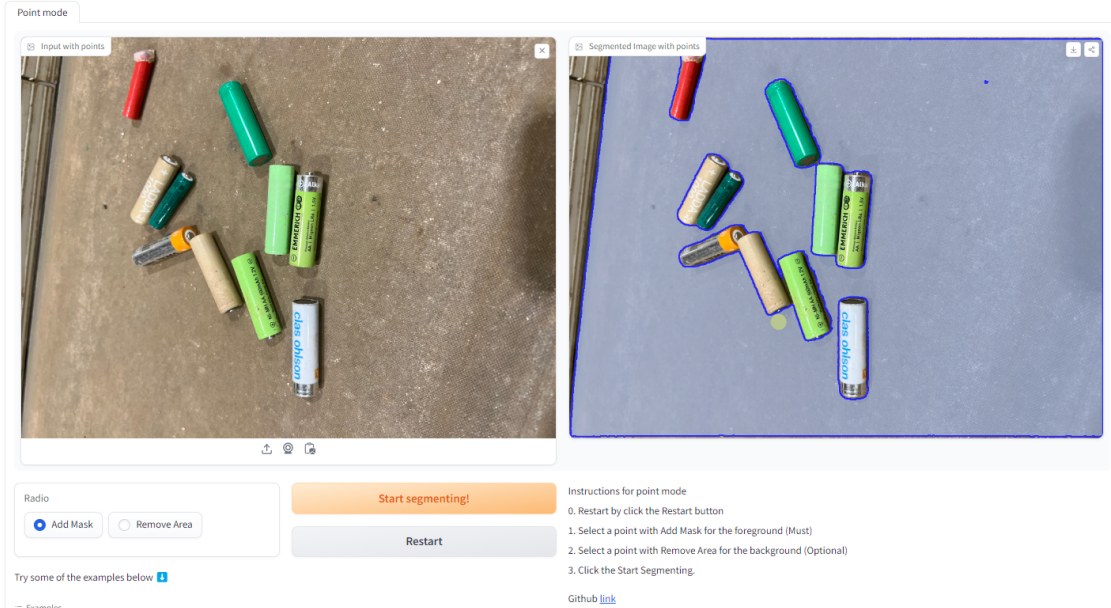 Point mode
Input with points
Segmented Image with points
EMMERICH
clas ohlson
EMMERICH
clas ohlson
Radio
Add Mask
Remove Area
Start segmenting!
Restart
Instructions for point mode
0. Restart by click the Restart button
1. Select a point with Add Mask for the foreground (Must)
2. Select a point with Remove Area for the background (Optional)
3. Click the Start Segmenting.
Try some of the examples below
Github link
Examples